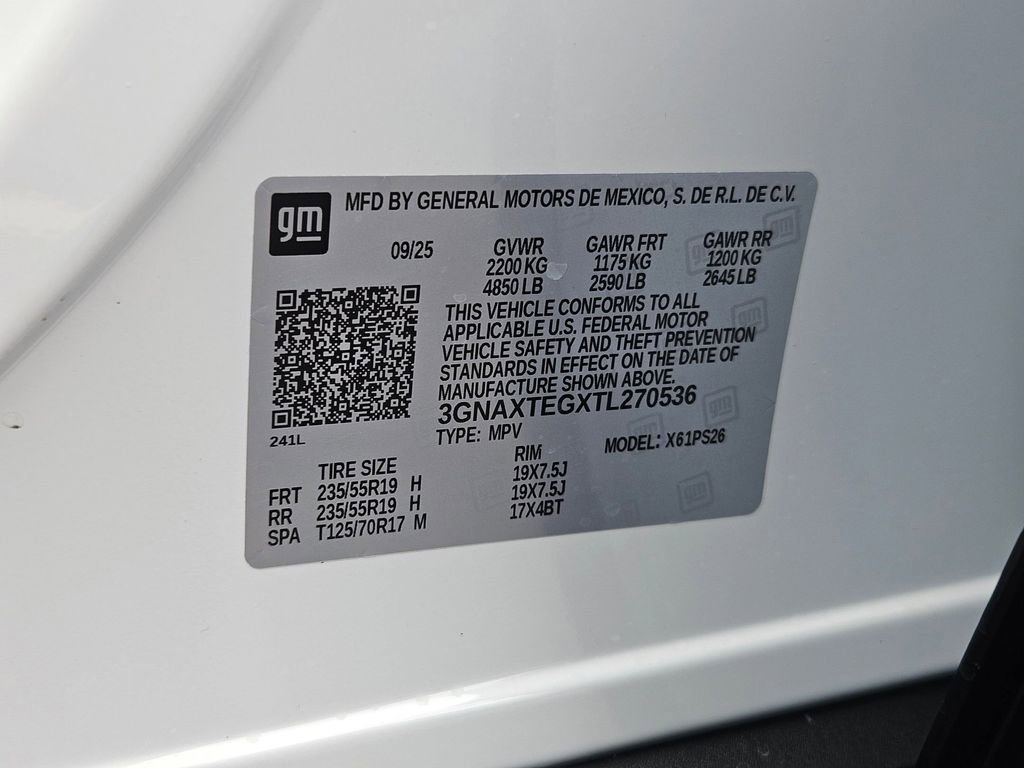 gm
MFD BY GENERAL MOTORS DE MEXICO, S. DE R.L. DE C.V.
09/25 GVWR GAWR FRT GAWR RR
2200 KG 1175 KG 1200 KG
4850 LB 2590 LB 2645 LB
THIS VEHICLE CONFORMS TO ALL
APPLICABLE U.S. FEDERAL MOTOR
VEHICLE SAFETY AND THEFT PREVENTION
STANDARDS IN EFFECT ON THE DATE OF
MANUFACTURE SHOWN ABOVE.
3GNAXTEGXTL270536
241L
TYPE: MPV MODEL: X61PS26
TIRE SIZE RIM
FRT 235/55R19 H 19X7.5J
RR 235/55R19 H 19X7.5J
SPA T125/70R17 M 17X4BT